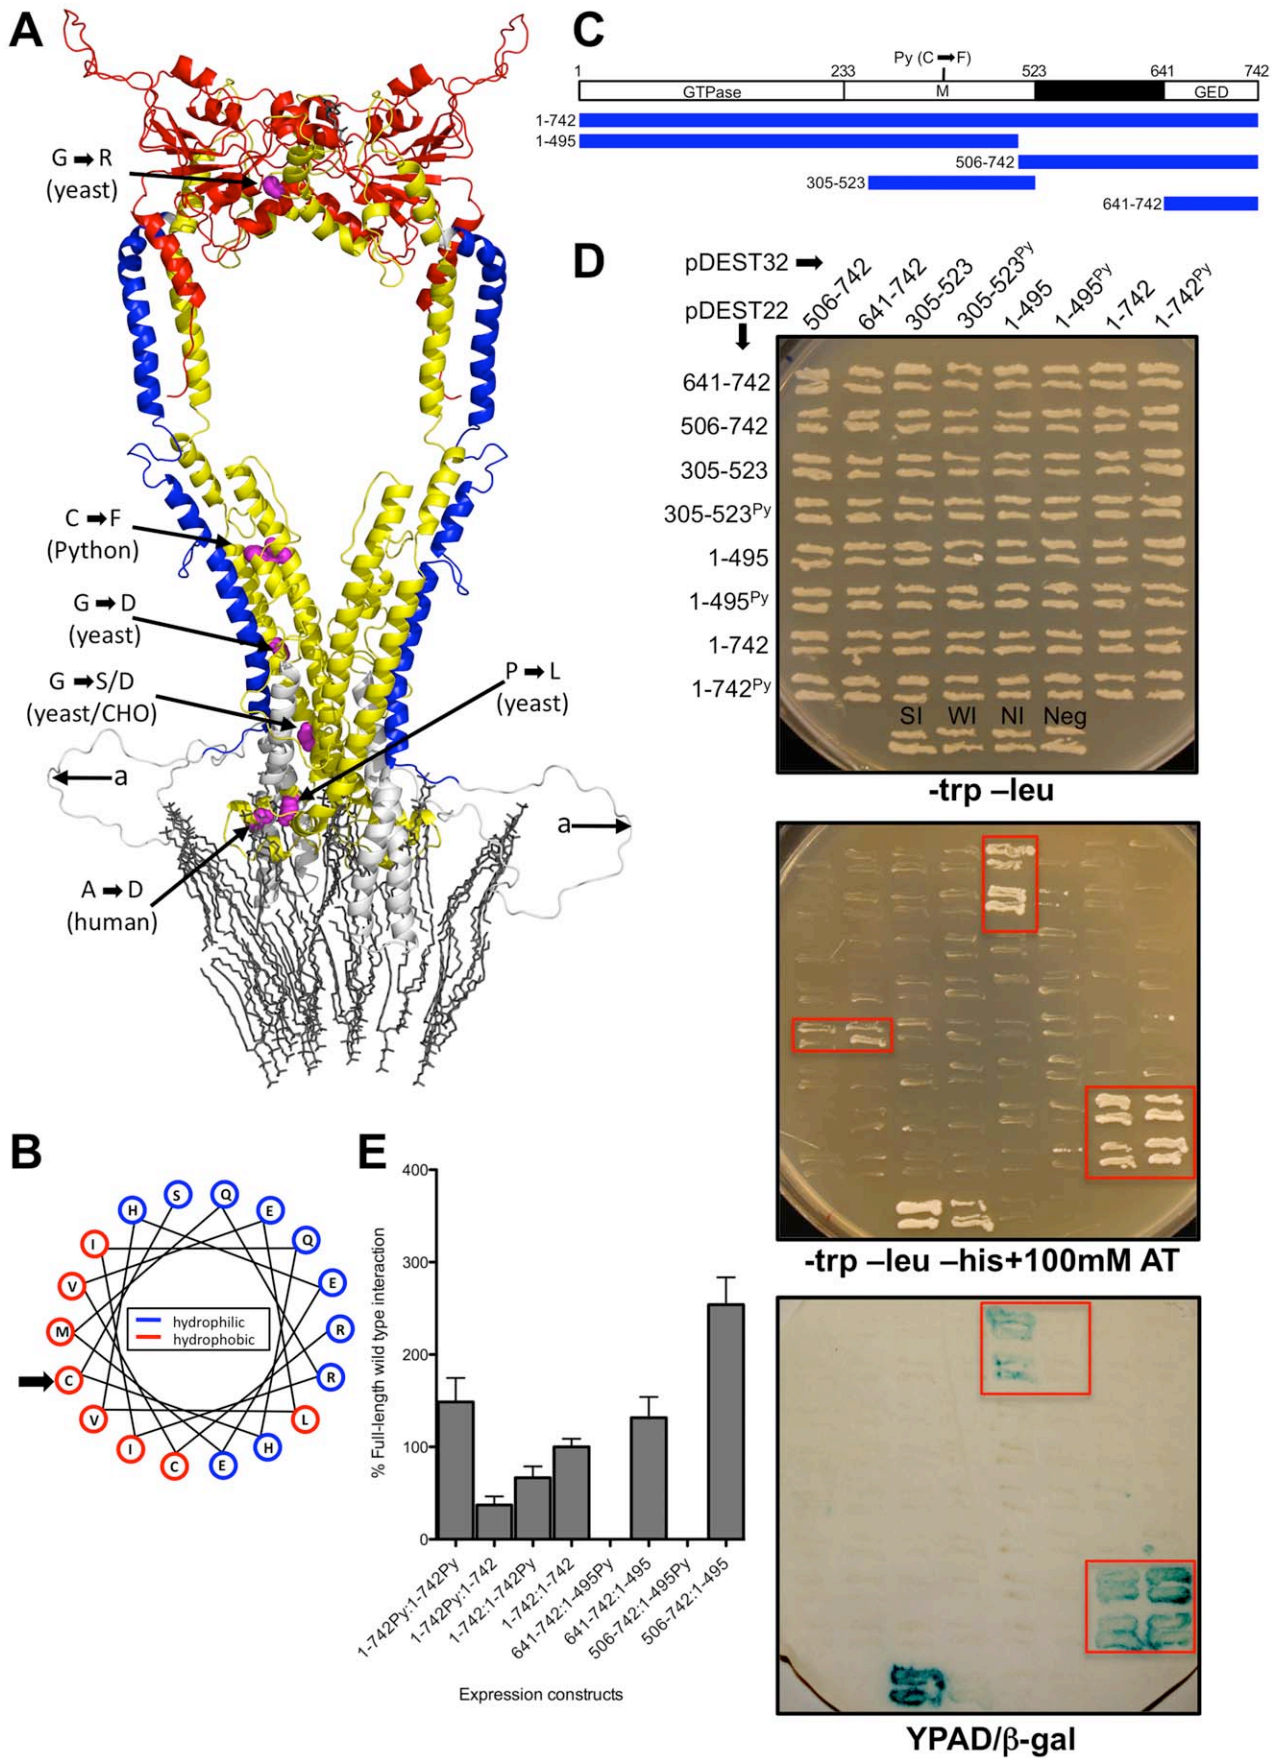 A
G ➡ R
(yeast)
C ➡ F
(Python)
G ➡ D
(yeast)
G ➡ S/D
(yeast/CHO)
P ➡ L
(yeast)
a
a
A ➡ D
(human)
B
H
S
Q
E
Q
E
R
R
L
H
E
C
I
V
C
M
V
I
hydrophilic
hydrophobic
C
Py (C ➡ F)
1
233
523
641
742
GTPase
M
GED
1-742
1-495
506-742
305-523
641-742
D
pDEST32 ➡
pDEST22
506-742
641-742
305-523
305-523Py
1-495
1-495Py
1-742
1-742Py
641-742
506-742
305-523
305-523Py
1-495
1-495Py
1-742
1-742Py
SI WI NI Neg
-trp –leu
-trp –leu –his+100mM AT
YPAD/β-gal
E
% Full-length wild type interaction
400
300
200
100
0
1-742Py:1-742Py
1-742Py:1-742
1-742:1-742Py
1-742:1-742
641-742:1-495Py
641-742:1-495
506-742:1-495Py
506-742:1-495
Expression constructs